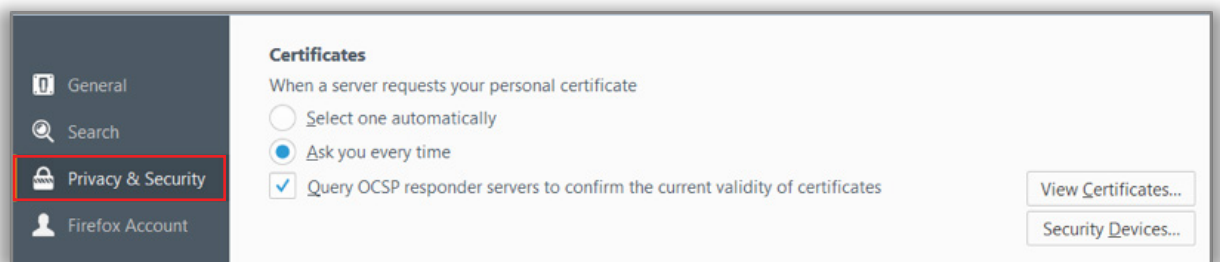 General
Search
Privacy & Security
Firefox Account
Certificates
When a server requests your personal certificate
Select one automatically
Ask you every time
Query OCSP responder servers to confirm the current validity of certificates
View Certificates...
Security Devices...